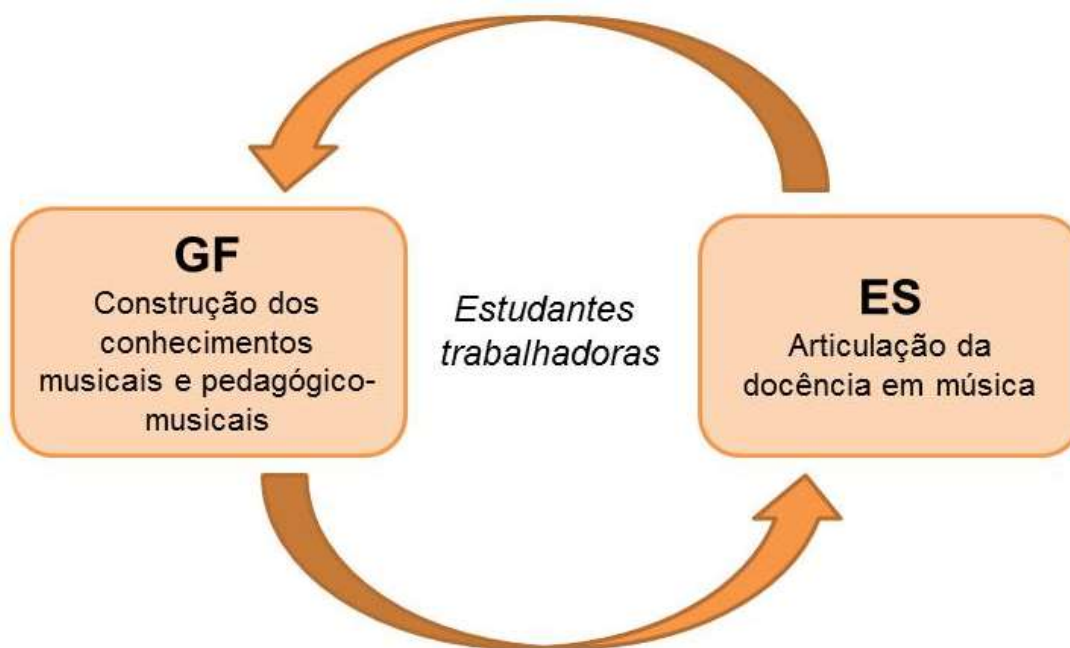 GF
Construção dos
conhecimentos
musicais e pedagógico-
musicais
Estudantes
trabalhadoras
ES
Articulação da
docência em música